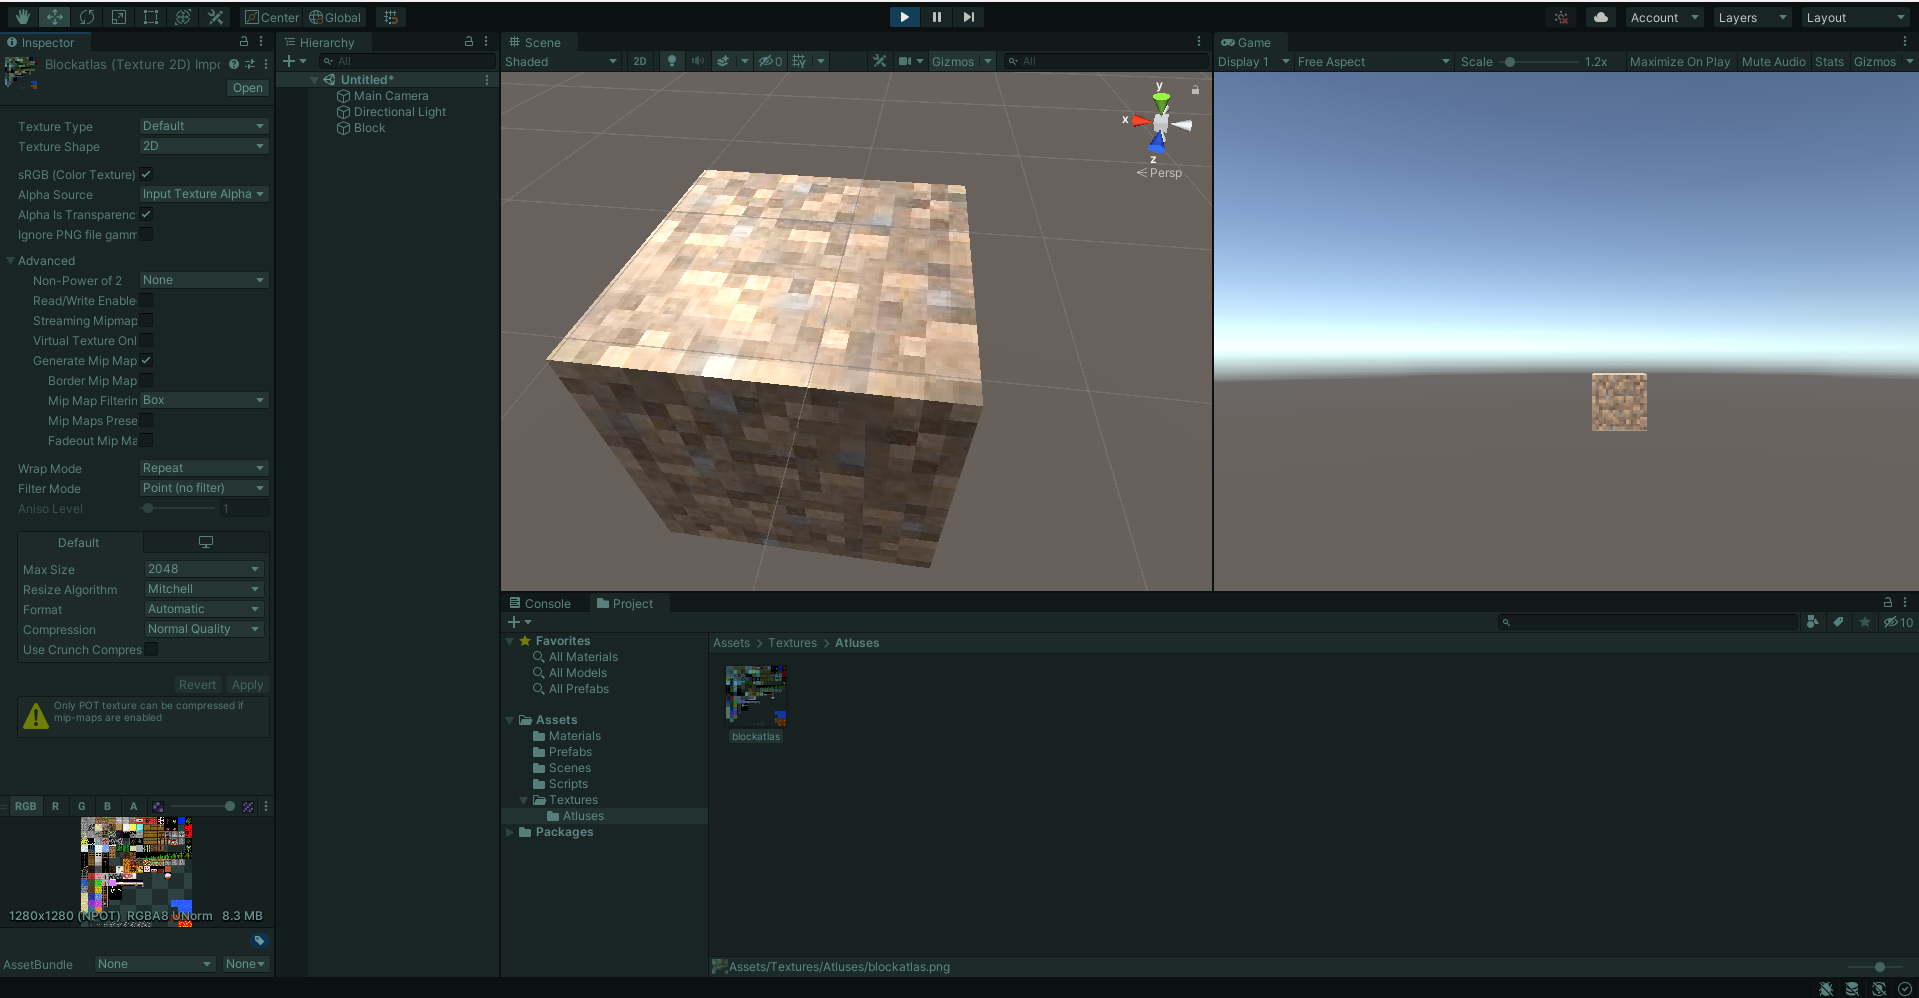 Center Global
Account Layers Layout
Inspector
Blockatlas (Texture 2D) Impo
Open
Texture Type Default
Texture Shape 2D
sRGB (Color Texture)
Alpha Source Input Texture Alpha
Alpha Is Transparenc
Ignore PNG file gamm
Advanced
Non-Power of 2 None
Read/Write Enable
Streaming Mipmap
Virtual Texture Onl
Generate Mip Map
Border Mip Map
Mip Map Filterin Box
Mip Maps Prese
Fadeout Mip Ma
Wrap Mode Repeat
Filter Mode Point (no filter)
Aniso Level 1
Default
Max Size 2048
Resize Algorithm Mitchell
Format Automatic
Compression Normal Quality
Use Crunch Compres
Revert Apply
Only POT texture can be compressed if
mip-maps are enabled
RGB R G B A
1280x1280 (NPOT) RGBA8 UNorm 8.3 MB
AssetBundle None None
Hierarchy
All
Untitled*
Main Camera
Directional Light
Block
Scene
Shaded 2D 0 Gizmos All
y
x
z
Persp
Game
Display 1 Free Aspect Scale 1.2x Maximize On Play Mute Audio Stats Gizmos
Console Project
10
Favorites
All Materials
All Models
All Prefabs
Assets
Materials
Prefabs
Scenes
Scripts
Textures
Atluses
Packages
Assets > Textures > Atluses
blockatlas
Assets/Textures/Atluses/blockatlas.png